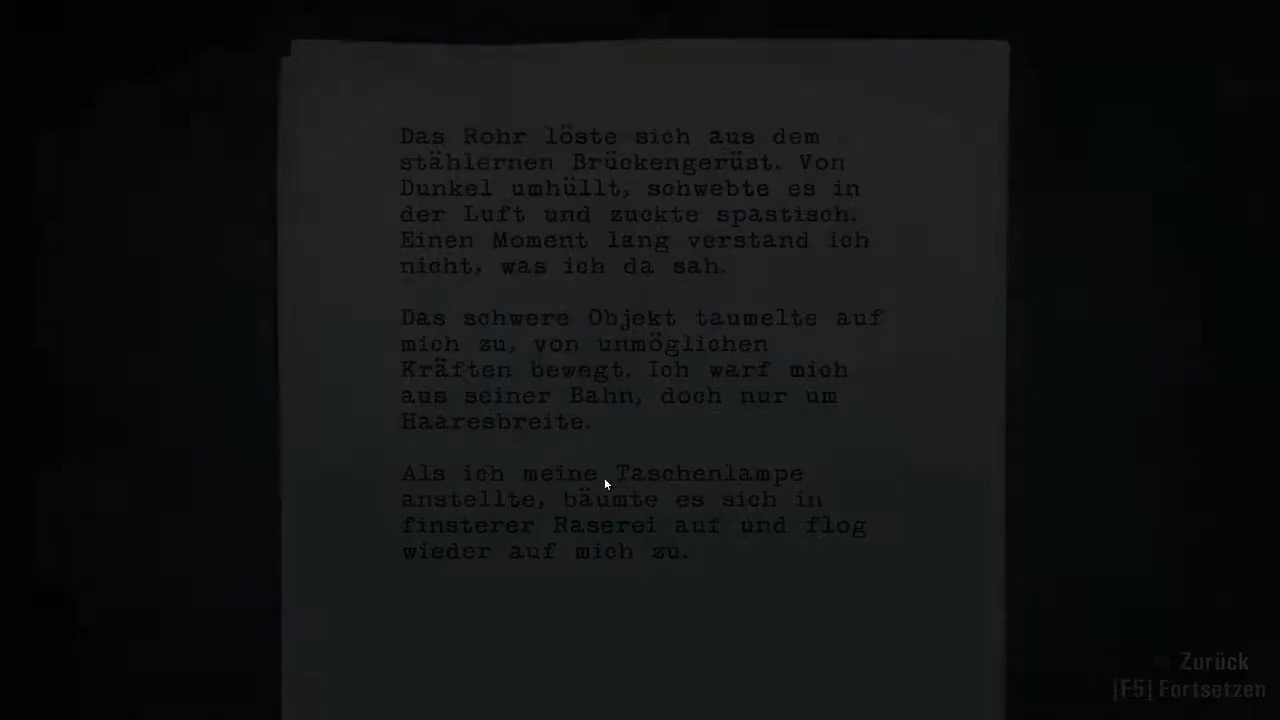 Das Rohr löste sich aus dem
stählernen Brückengerüst. Von
Dunkel umhüllt, schwebte es in
der Luft und zuckte spastisch.
Einen Moment lang verstand ich
nicht, was ich da sah.
Das schwere Objekt taumelte auf
mich zu, von unmöglichen
Kräften bewegt. Ich warf mich
aus seiner Bahn, doch nur um
Haaresbreite.
Als ich meine Taschenlampe
anstellte, bäumte es sich in
finsterer Raserei auf und flog
wieder auf mich zu.
Zurück
[F5] Fortsetzen